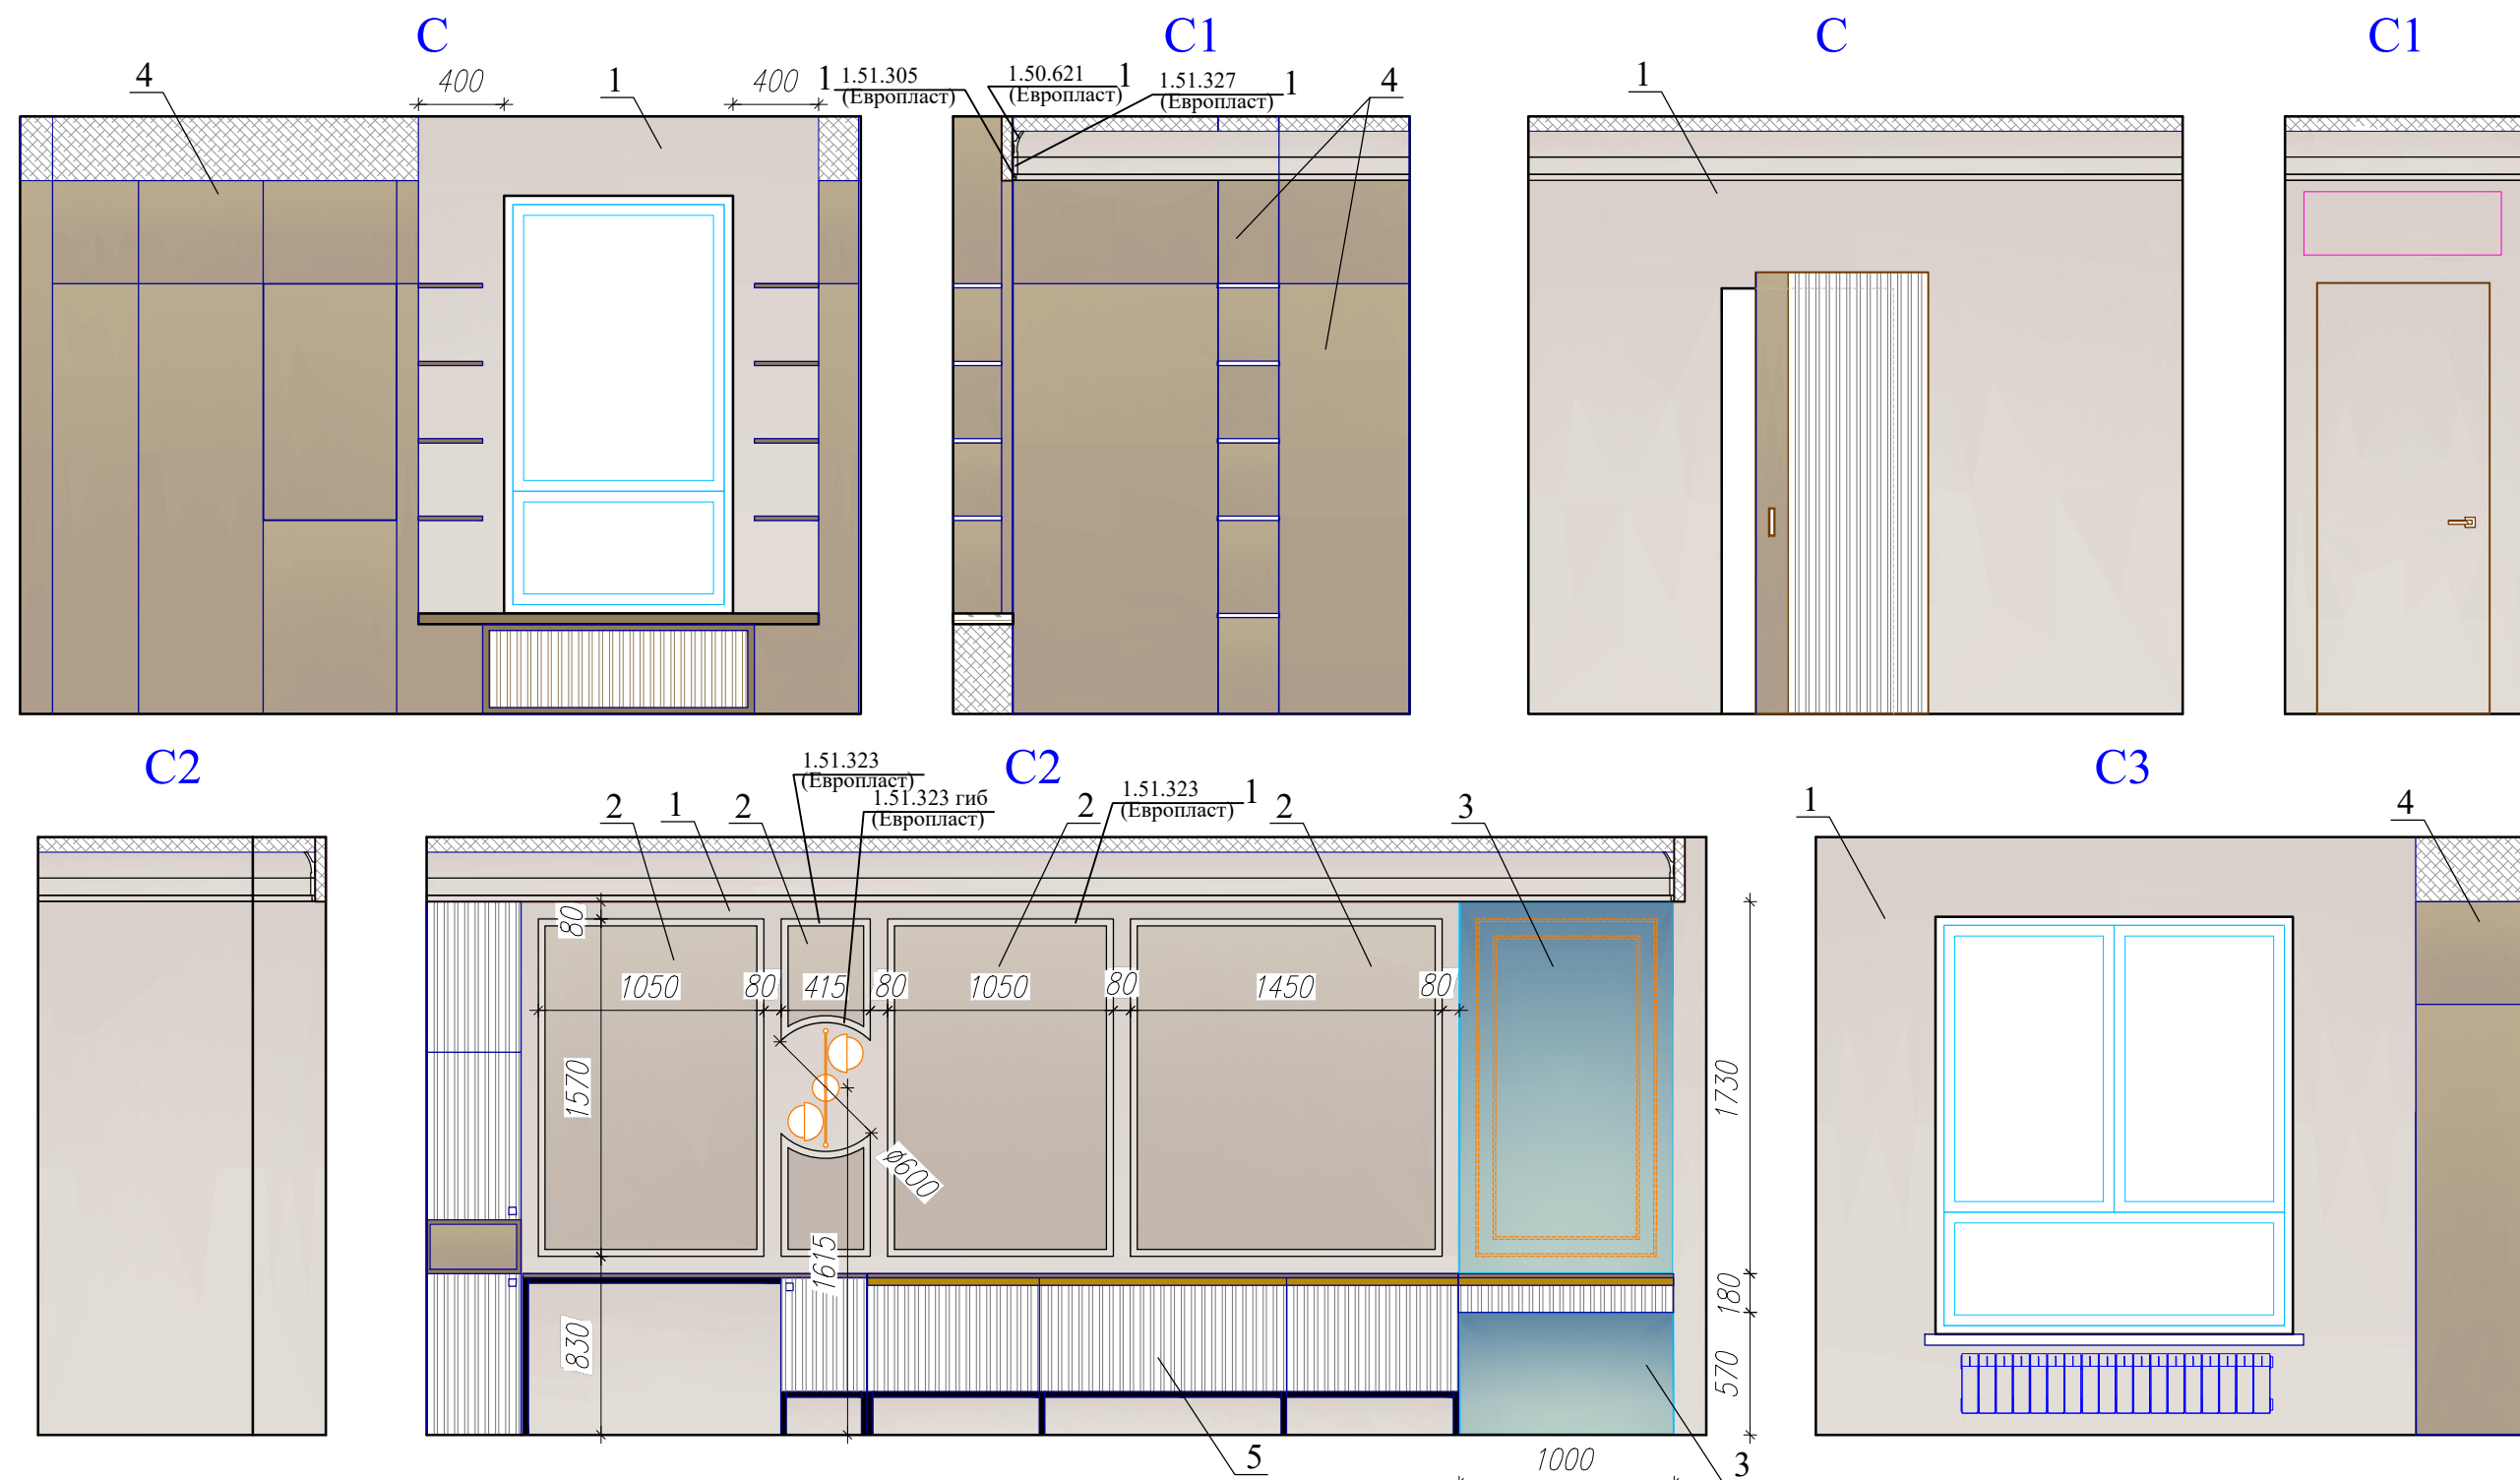 C
C1
C
C1
4
400
1
400
1
1.51.305
(Европласт)
1.50.621
(Европласт)
1
1.51.327
(Европласт)
1
4
1
C2
C2
C3
2
1
2
1.51.323
(Европласт)
1.51.323 гиб
(Европласт)
2
1.51.323
(Европласт)
1
2
3
1
4
80
1050
80
415
80
1050
80
1450
80
1570
Ø600
1730
1615
830
180
570
5
1000
3